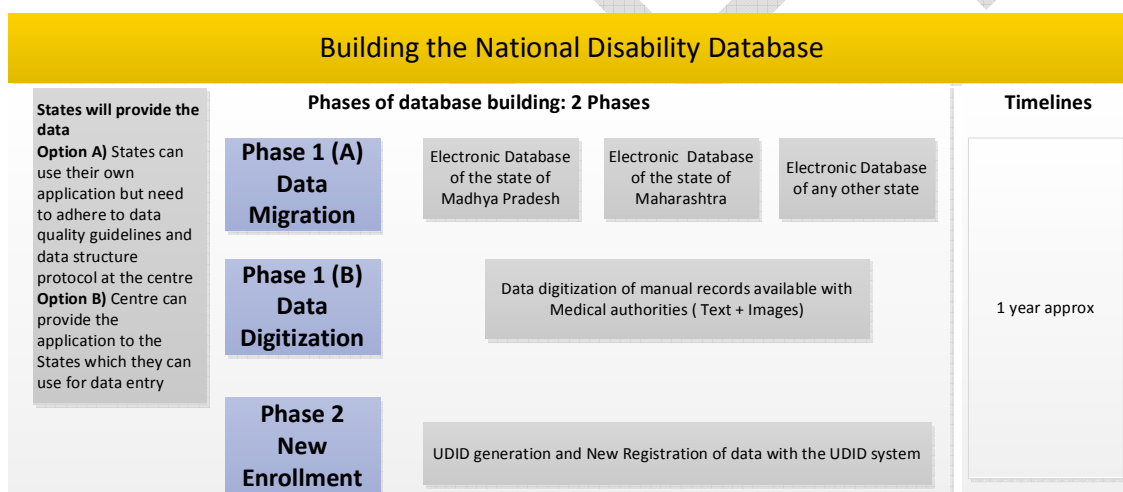 Building the National Disability Database
States will provide the
data
Option A) States can
use their own
application but need
to adhere to data
quality guidelines and
data structure
protocol at the centre
Option B) Centre can
provide the
application to the
States which they can
use for data entry
Phases of database building: 2 Phases
Phase 1 (A)
Data
Migration
Electronic Database
of the state of
Madhya Pradesh
Electronic Database
of the state of
Maharashtra
Electronic Database
of any other state
Phase 1 (B)
Data
Digitization
Data digitization of manual records available with
Medical authorities ( Text + Images)
Phase 2
New
Enrollment
UDID generation and New Registration of data with the UDID system
Timelines
1 year approx